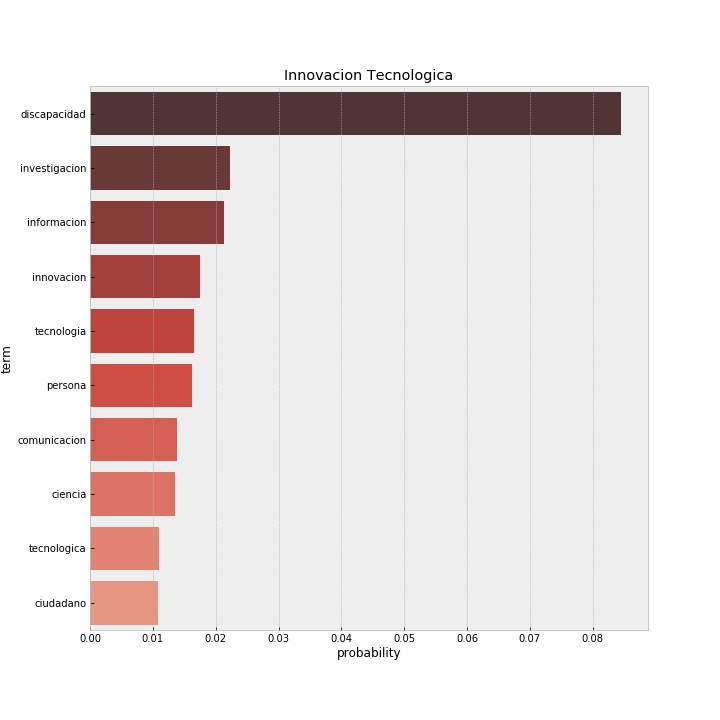 Innovacion Tecnologica
discapacidad
investigacion
informacion
innovacion
tecnologia
persona
comunicacion
ciencia
tecnologica
ciudadano
term
0.00 0.01 0.02 0.03 0.04 0.05 0.06 0.07 0.08
probability